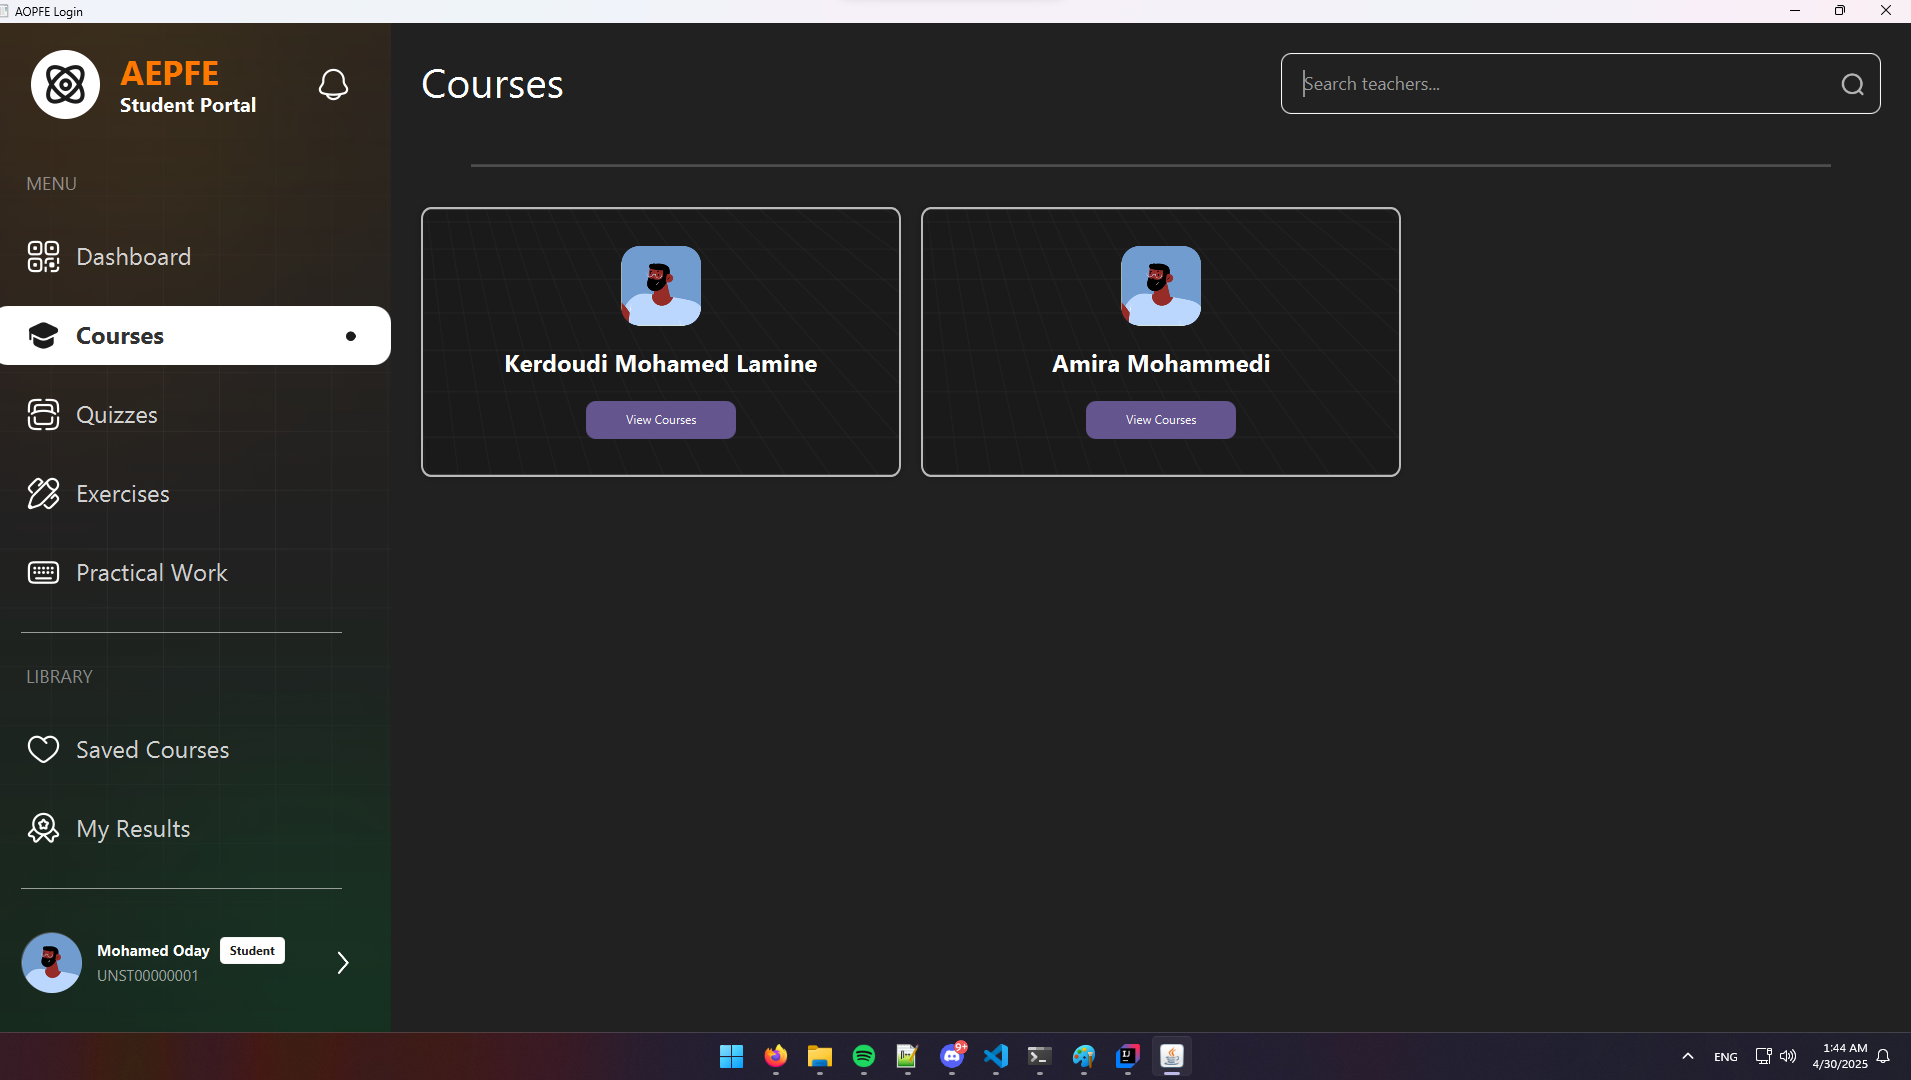 AOPFE Login
AEPFE
Student Portal
MENU
Dashboard
Courses
Quizzes
Exercises
Practical Work
LIBRARY
Saved Courses
My Results
Mohamed Oday
Student
UNST00000001
Courses
Search teachers...
Kerdoudi Mohamed Lamine
View Courses
Amira Mohammedi
View Courses
9+
ENG
1:44 AM
4/30/2025